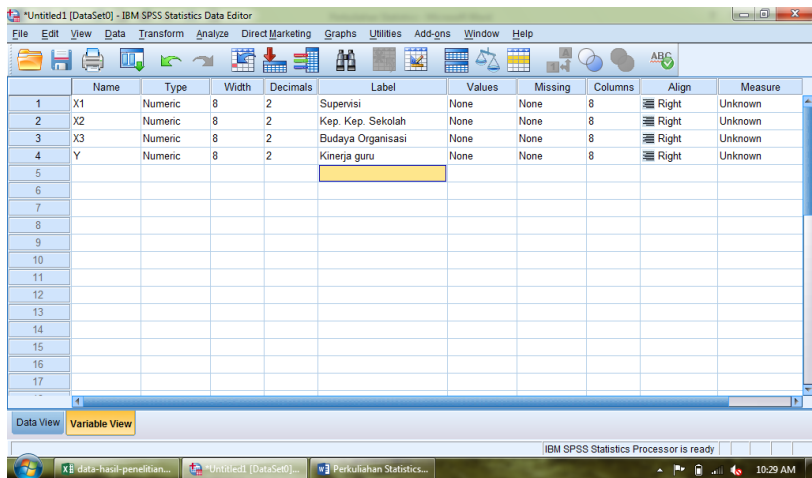 *Untitled1 [DataSet0] - IBM SPSS Statistics Data Editor
File Edit View Data Transform Analyze Direct Marketing Graphs Utilities Add-ons Window Help
Name Type Width Decimals Label Values Missing Columns Align Measure
1 X1 Numeric 8 2 Supervisi None None 8 Right Unknown
2 X2 Numeric 8 2 Kep. Kep. Sekolah None None 8 Right Unknown
3 X3 Numeric 8 2 Budaya Organisasi None None 8 Right Unknown
4 Y Numeric 8 2 Kinerja guru None None 8 Right Unknown
5
6
7
8
9
10
11
12
13
14
15
16
17
Data View Variable View
IBM SPSS Statistics Processor is ready
data-hasil-penelitian... *Untitled1 [DataSet0]... Perkuliahan Statistics... 10:29 AM